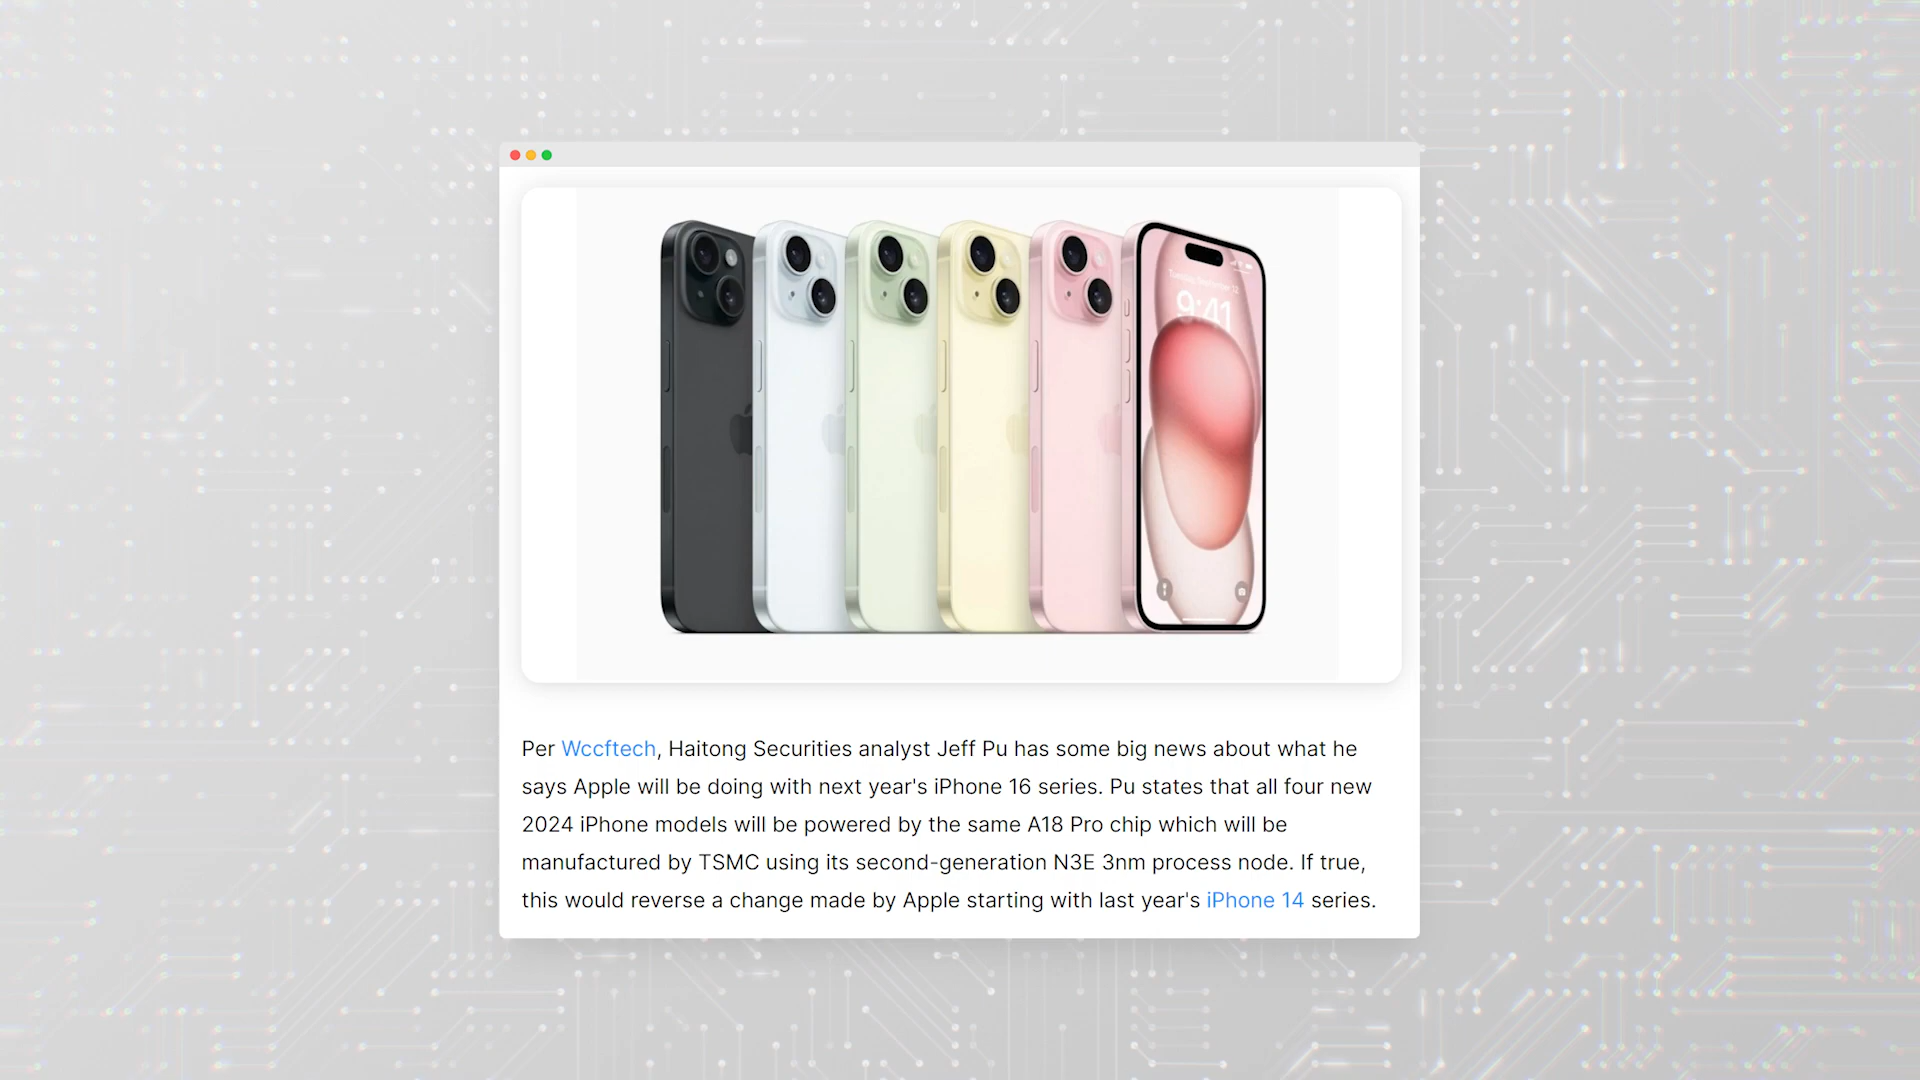 Tuesday September 12
9:41
Per Wccftech, Haitong Securities analyst Jeff Pu has some big news about what he
says Apple will be doing with next year's iPhone 16 series. Pu states that all four new
2024 iPhone models will be powered by the same A18 Pro chip which will be
manufactured by TSMC using its second-generation N3E 3nm process node. If true,
this would reverse a change made by Apple starting with last year's iPhone 14 series.